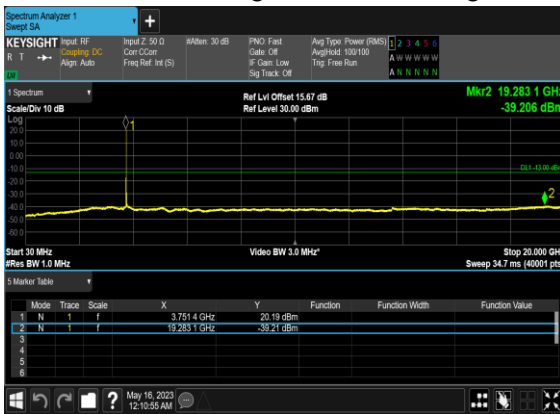 Spectrum Analyzer 1
Swept SA
KEYSIGHT
R T
Input: RF
Coupling: DC
Align: Auto
Input Z: 50 Ω
Corr CCorr
Freq Ref: Int (S)
#Atten: 30 dB
PNO: Fast
Gate: Off
IF Gain: Low
Sig Track: Off
Avg Type: Power (RMS)
Avg|Hold: 100/100
Trig: Free Run
1 2 3 4 5 6
A W W W W W
A N N N N N
1 Spectrum
Scale/Div 10 dB
Ref Lvl Offset 15.67 dB
Ref Level 30.00 dBm
Mkr2 19.283 1 GHz
-39.206 dBm
Log
20.0
10.0
0.00
-10.0
-20.0
-30.0
-40.0
-50.0
-60.0
1
DL1 -13.00 dBm
2
Start 30 MHz
#Res BW 1.0 MHz
Video BW 3.0 MHz*
Stop 20.000 GHz
Sweep 34.7 ms (40001 pts)
5 Marker Table
Mode Trace Scale X Y Function Function Width Function Value
1 N 1 f 3.751 4 GHz 20.19 dBm
2 N 1 f 19.283 1 GHz -39.21 dBm
3
4
5
6
?
May 16, 2023
12:10:55 AM